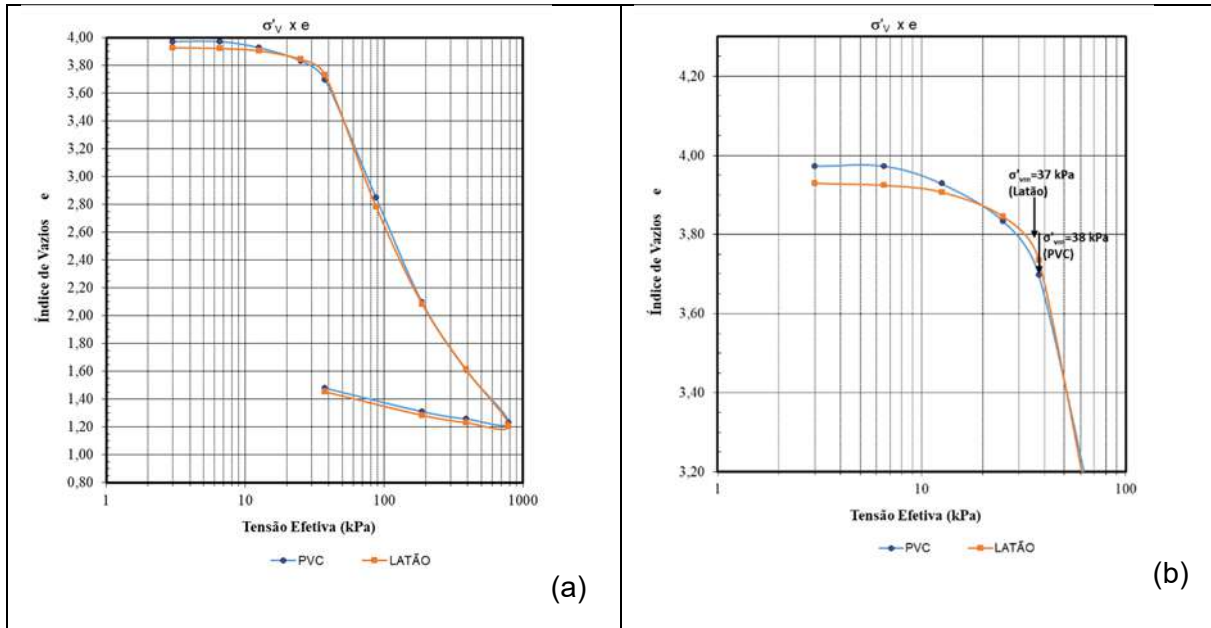 σ'V x e
4,00
3,80
3,60
3,40
3,20
3,00
2,80
2,60
2,40
2,20
2,00
1,80
1,60
1,40
1,20
1,00
0,80
Índice de Vazios e
1 10 100 1000
Tensão Efetiva (kPa)
PVC LATÃO
(a)
σ'V x e
4,20
4,00
3,80
3,60
3,40
3,20
Índice de Vazios e
σ'vm=37 kPa
(Latão)
σ'vm=38 kPa
(PVC)
1 10 100
Tensão Efetiva (kPa)
PVC LATÃO
(b)